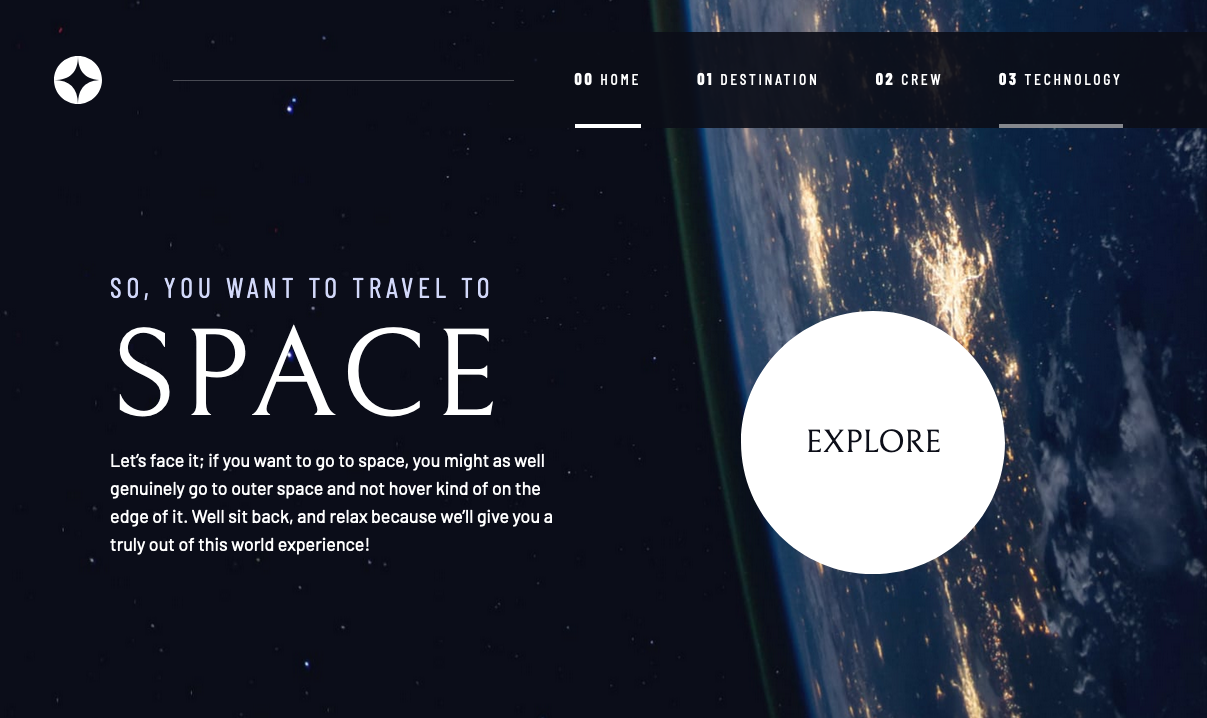 00 HOME 01 DESTINATION 02 CREW 03 TECHNOLOGY
SO, YOU WANT TO TRAVEL TO
SPACE
Let’s face it; if you want to go to space, you might as well
genuinely go to outer space and not hover kind of on the
edge of it. Well sit back, and relax because we’ll give you a
truly out of this world experience!
EXPLORE